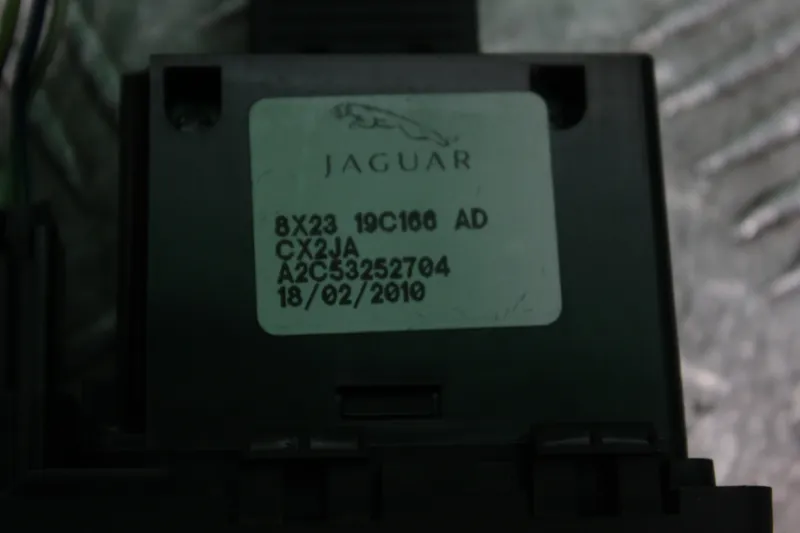 JAGUAR
8X23 19C166 AD
CX2JA
A2C53252704
18/02/2010